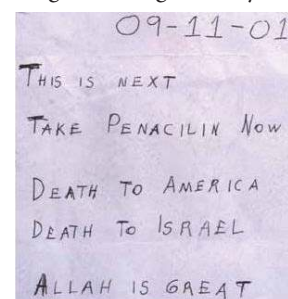 09-11-01
THIS IS NEXT
TAKE PENACILIN NOW
DEATH TO AMERICA
DEATH TO ISRAEL
ALLAH IS GREAT